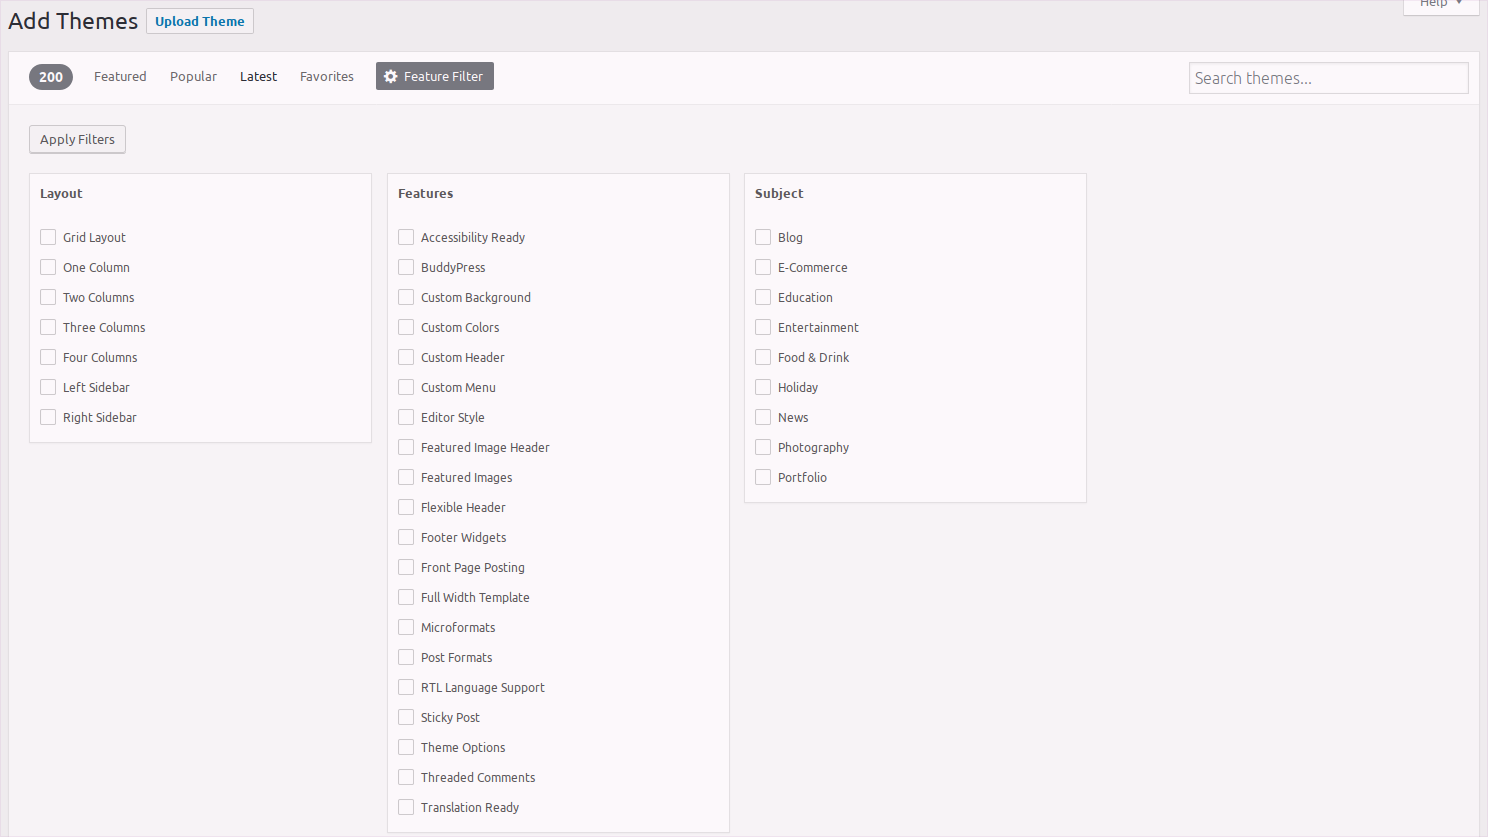 Help
Add Themes Upload Theme
200 Featured Popular Latest Favorites Feature Filter Search themes...
Apply Filters
Layout
Grid Layout
One Column
Two Columns
Three Columns
Four Columns
Left Sidebar
Right Sidebar
Features
Accessibility Ready
BuddyPress
Custom Background
Custom Colors
Custom Header
Custom Menu
Editor Style
Featured Image Header
Featured Images
Flexible Header
Footer Widgets
Front Page Posting
Full Width Template
Microformats
Post Formats
RTL Language Support
Sticky Post
Theme Options
Threaded Comments
Translation Ready
Subject
Blog
E-Commerce
Education
Entertainment
Food & Drink
Holiday
News
Photography
Portfolio